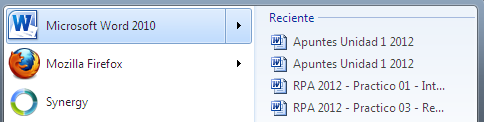 Microsoft Word 2010
Mozilla Firefox
Synergy
Reciente
Apuntes Unidad 1 2012
Apuntes Unidad 1 2012
RPA 2012 - Practico 01 - Int...
RPA 2012 - Practico 03 - Re...